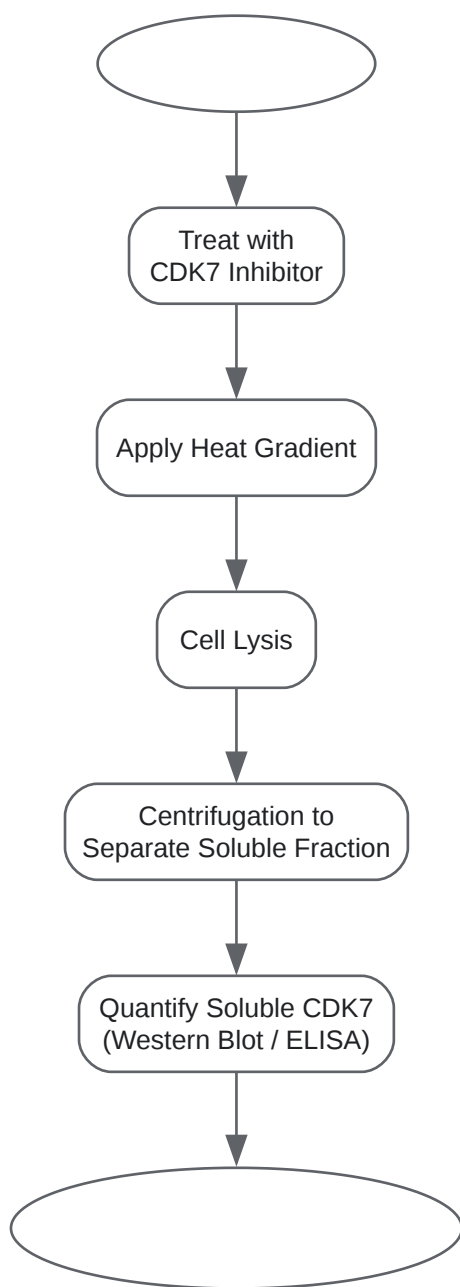 Treat with
CDK7 Inhibitor
Apply Heat Gradient
Cell Lysis
Centrifugation to
Separate Soluble Fraction
Quantify Soluble CDK7
(Western Blot / ELISA)